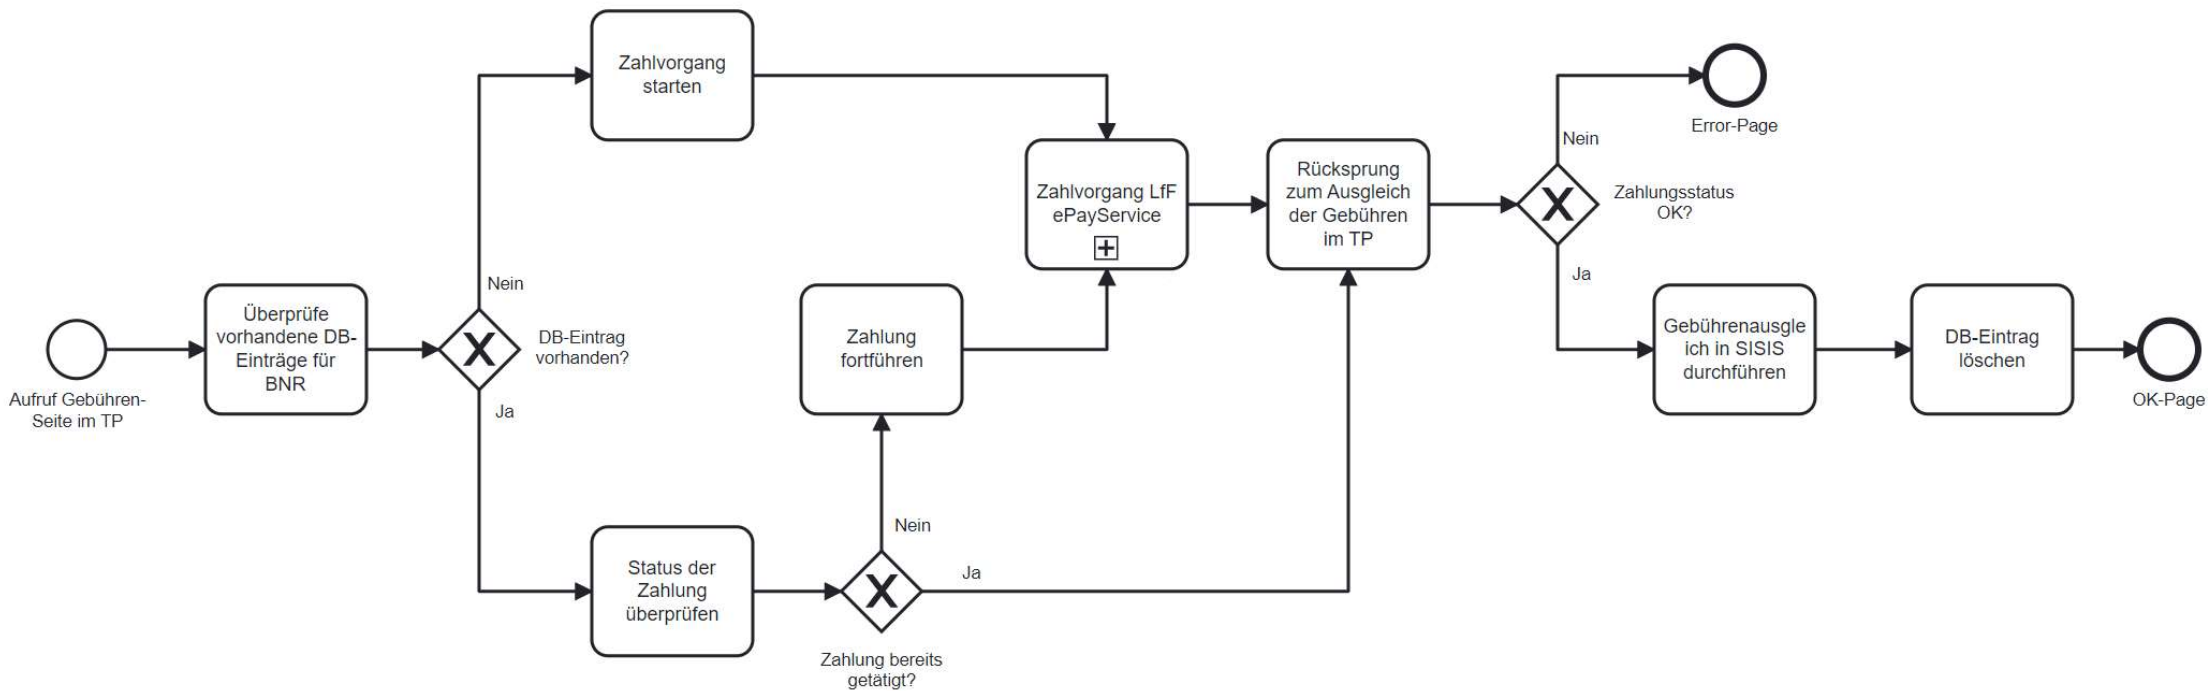 Zahlvorgang
starten
Error-Page
Nein
Zahlvorgang LfF
ePayService
Rücksprung
zum Ausgleich
der Gebühren
im TP
Zahlungsstatus
OK?
Ja
Nein
Überprüfe
vorhandene DB-
Einträge für
BNR
DB-Eintrag
vorhanden?
Zahlung
fortführen
Gebührenausgle
ich in SISIS
durchführen
DB-Eintrag
löschen
Aufruf Gebühren-
Seite im TP
OK-Page
Ja
Nein
Status der
Zahlung
überprüfen
Ja
Zahlung bereits
getätigt?